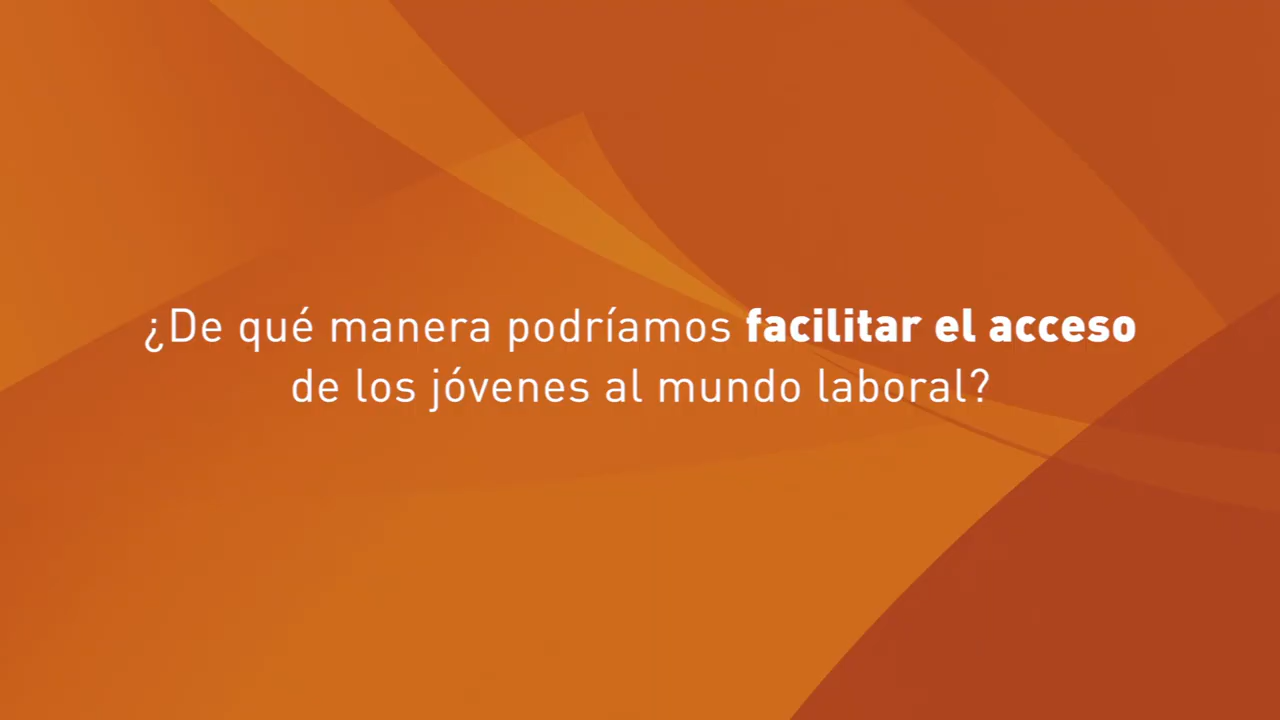 ¿De qué manera podríamos facilitar el acceso
de los jóvenes al mundo laboral?